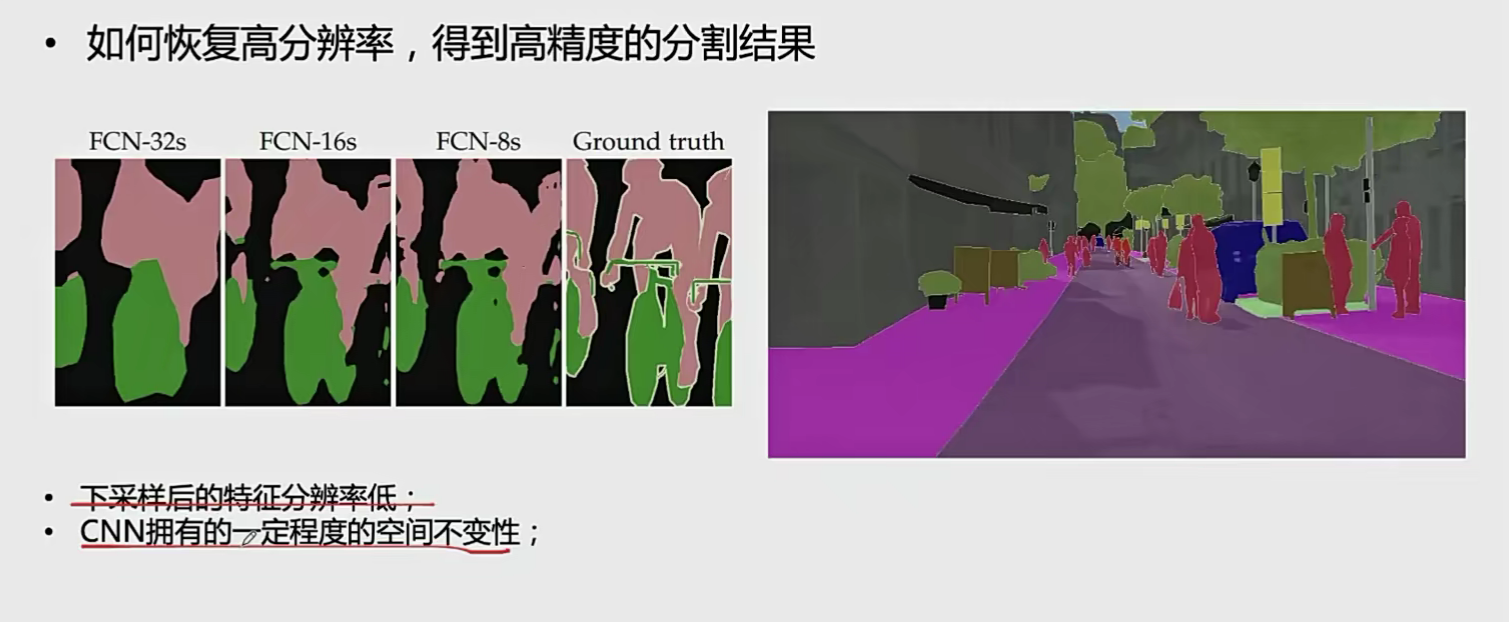 • 如何恢复高分辨率，得到高精度的分割结果
FCN-32s FCN-16s FCN-8s Ground truth
• 下采样后的特征分辨率低；
• CNN拥有的一定程度的空间不变性；